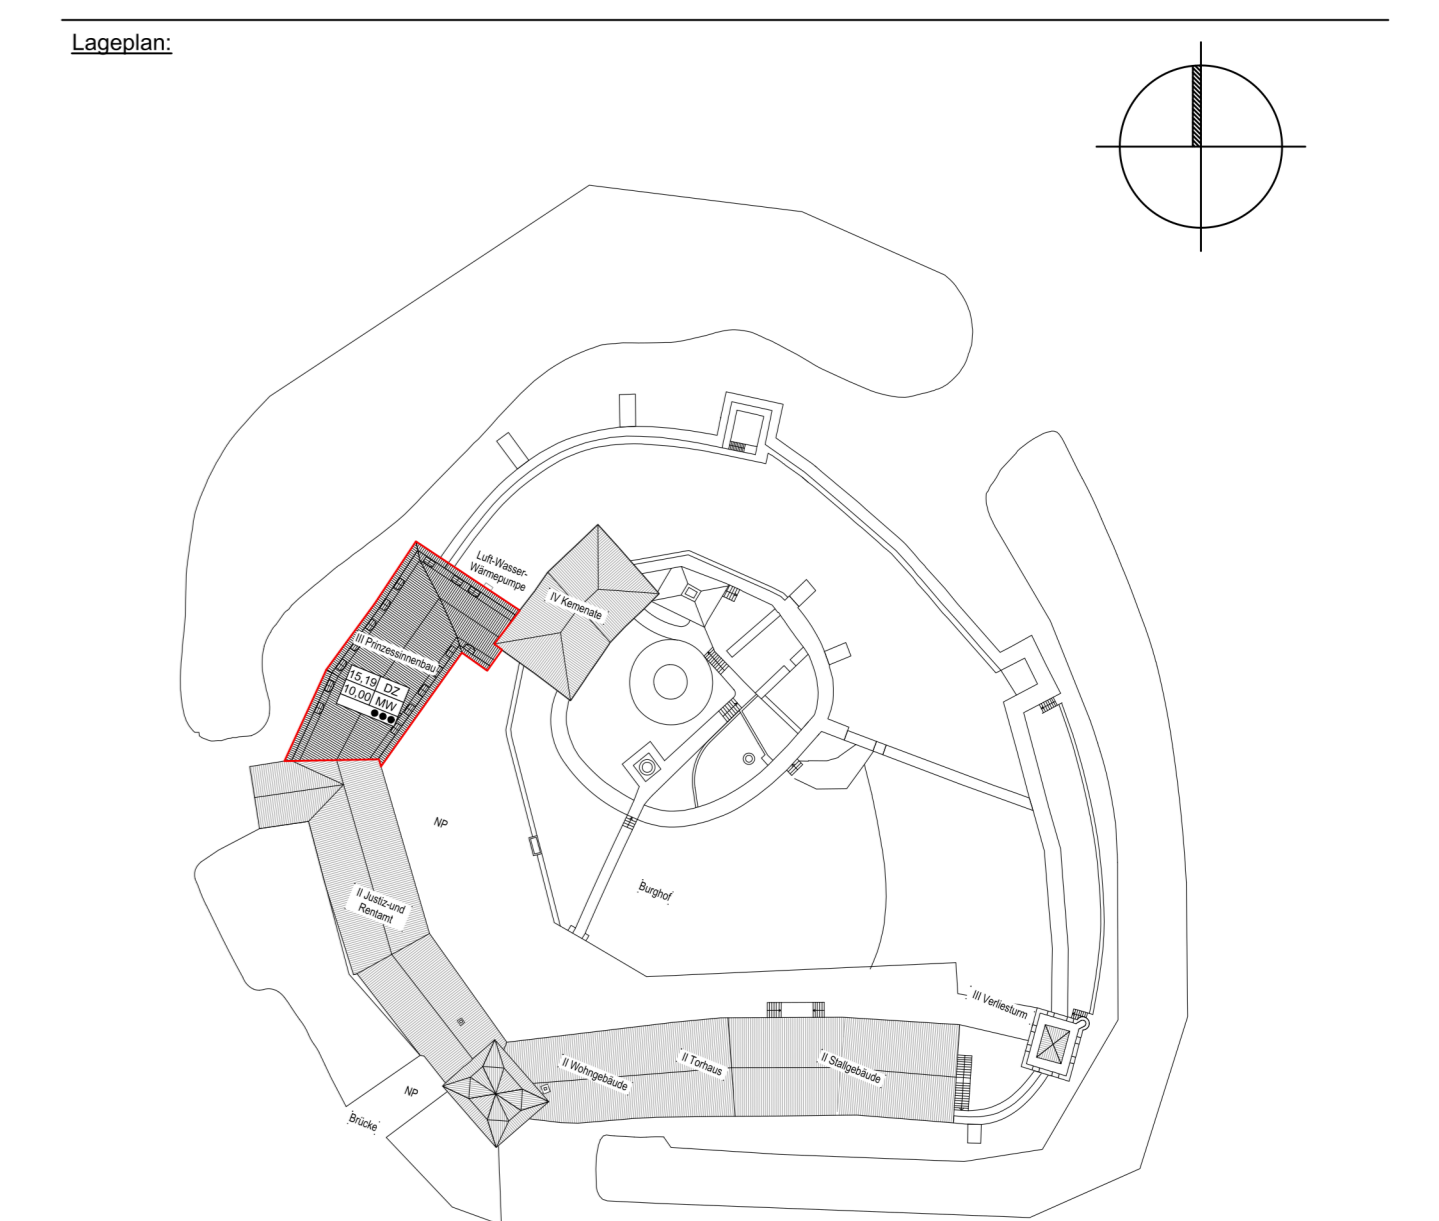 Lageplan:
Luft-Wasser-
Wärmepumpe
IV Kemenate
III Prinzessinnenbau
15,19 DZ
10,00 MW
NP
II Justiz-und
Rentamt
Burghof
III Verliesturm
II Wohngebäude
II Torhaus
II Stallgebäude
NP
Brücke